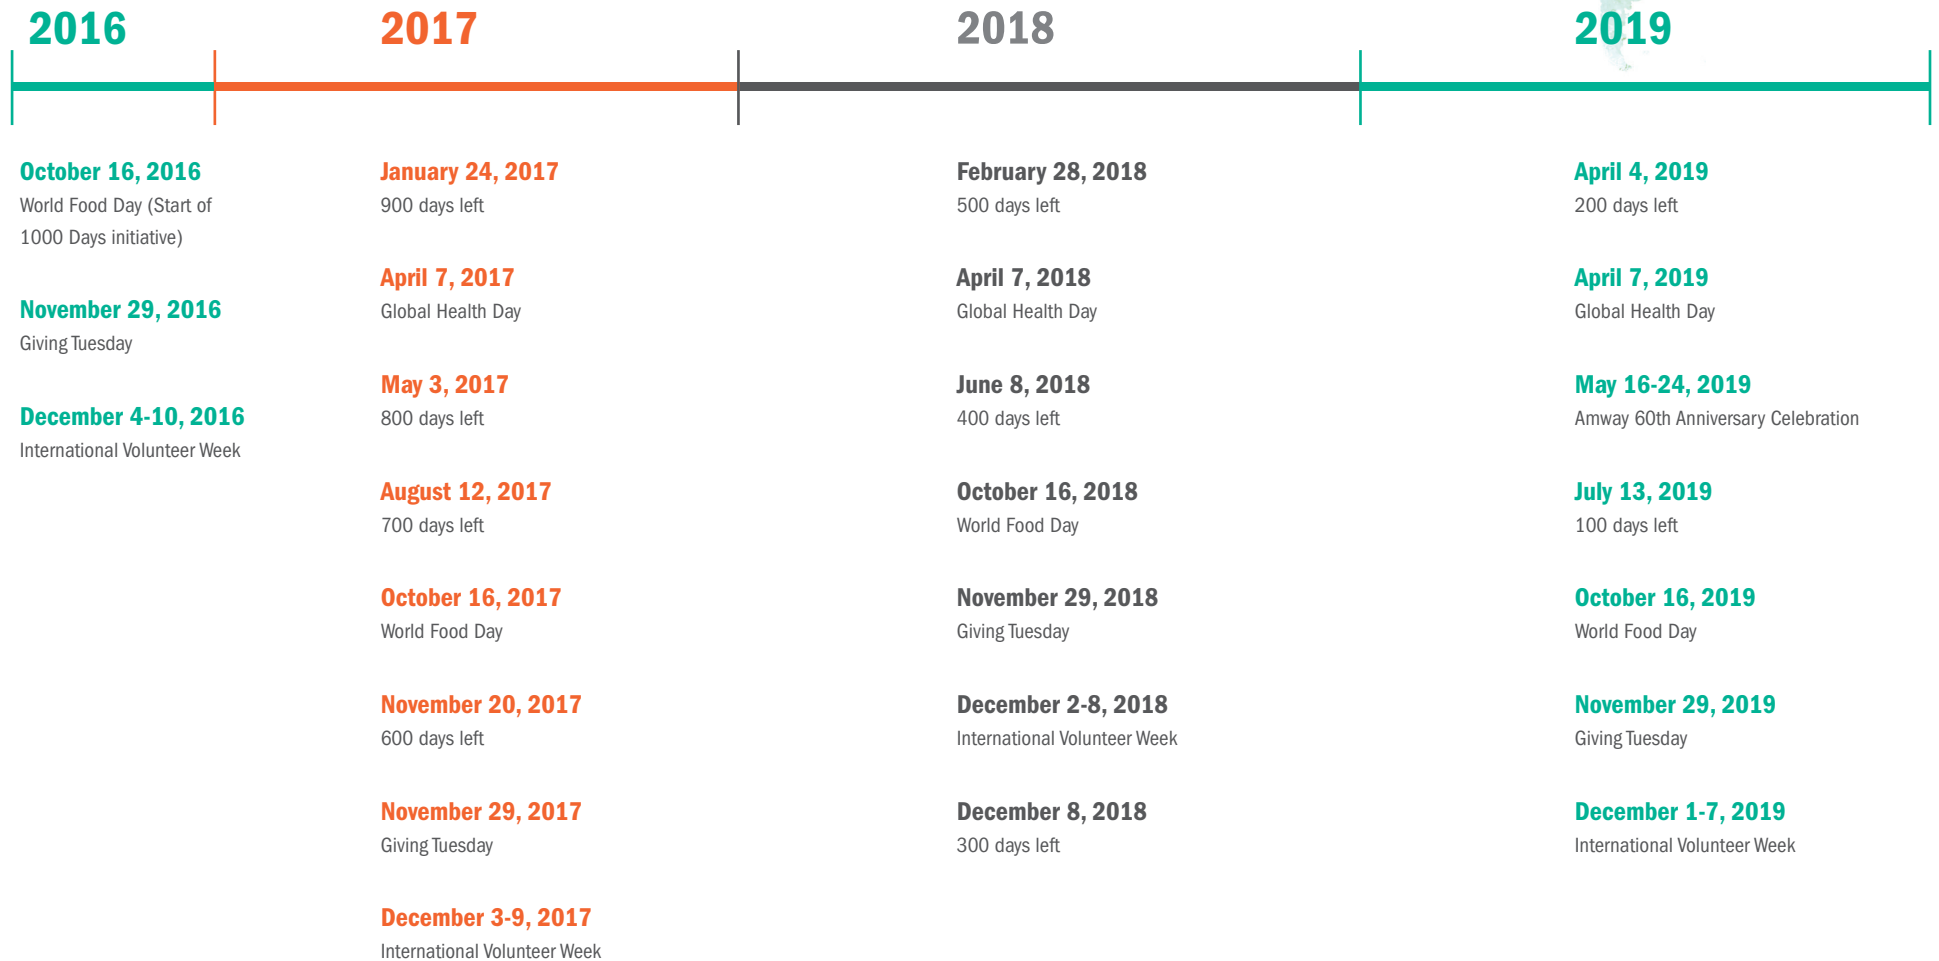 2016
2017
2018
2019
October 16, 2016
World Food Day (Start of
1000 Days initiative)
November 29, 2016
Giving Tuesday
December 4-10, 2016
International Volunteer Week
January 24, 2017
900 days left
April 7, 2017
Global Health Day
May 3, 2017
800 days left
August 12, 2017
700 days left
October 16, 2017
World Food Day
November 20, 2017
600 days left
November 29, 2017
Giving Tuesday
December 3-9, 2017
International Volunteer Week
February 28, 2018
500 days left
April 7, 2018
Global Health Day
June 8, 2018
400 days left
October 16, 2018
World Food Day
November 29, 2018
Giving Tuesday
December 2-8, 2018
International Volunteer Week
December 8, 2018
300 days left
April 4, 2019
200 days left
April 7, 2019
Global Health Day
May 16-24, 2019
Amway 60th Anniversary Celebration
July 13, 2019
100 days left
October 16, 2019
World Food Day
November 29, 2019
Giving Tuesday
December 1-7, 2019
International Volunteer Week